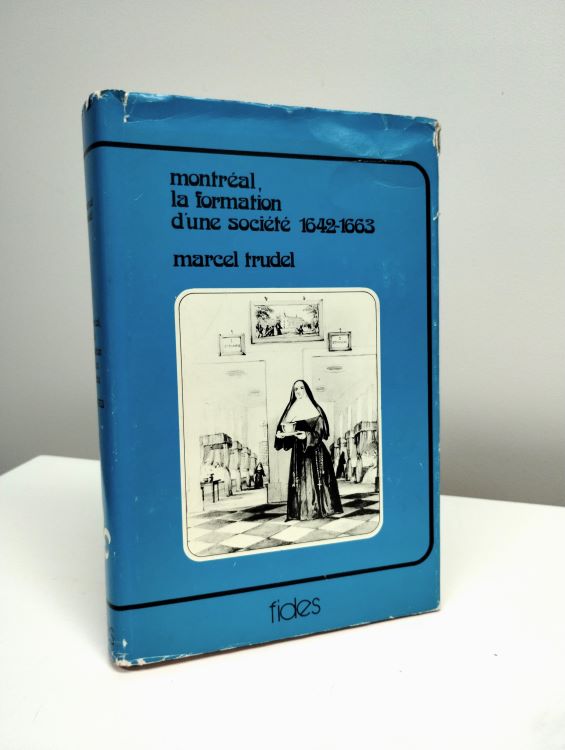 montréal,
la formation
d'une société 1642-1663
marcel trudel
fides